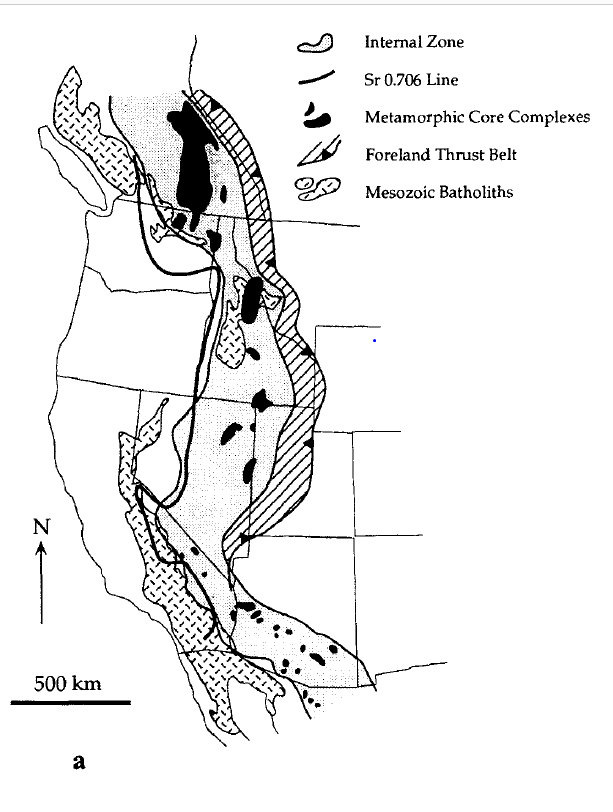 Internal Zone
Sr 0.706 Line
Metamorphic Core Complexes
Foreland Thrust Belt
Mesozoic Batholiths
N
500 km
a